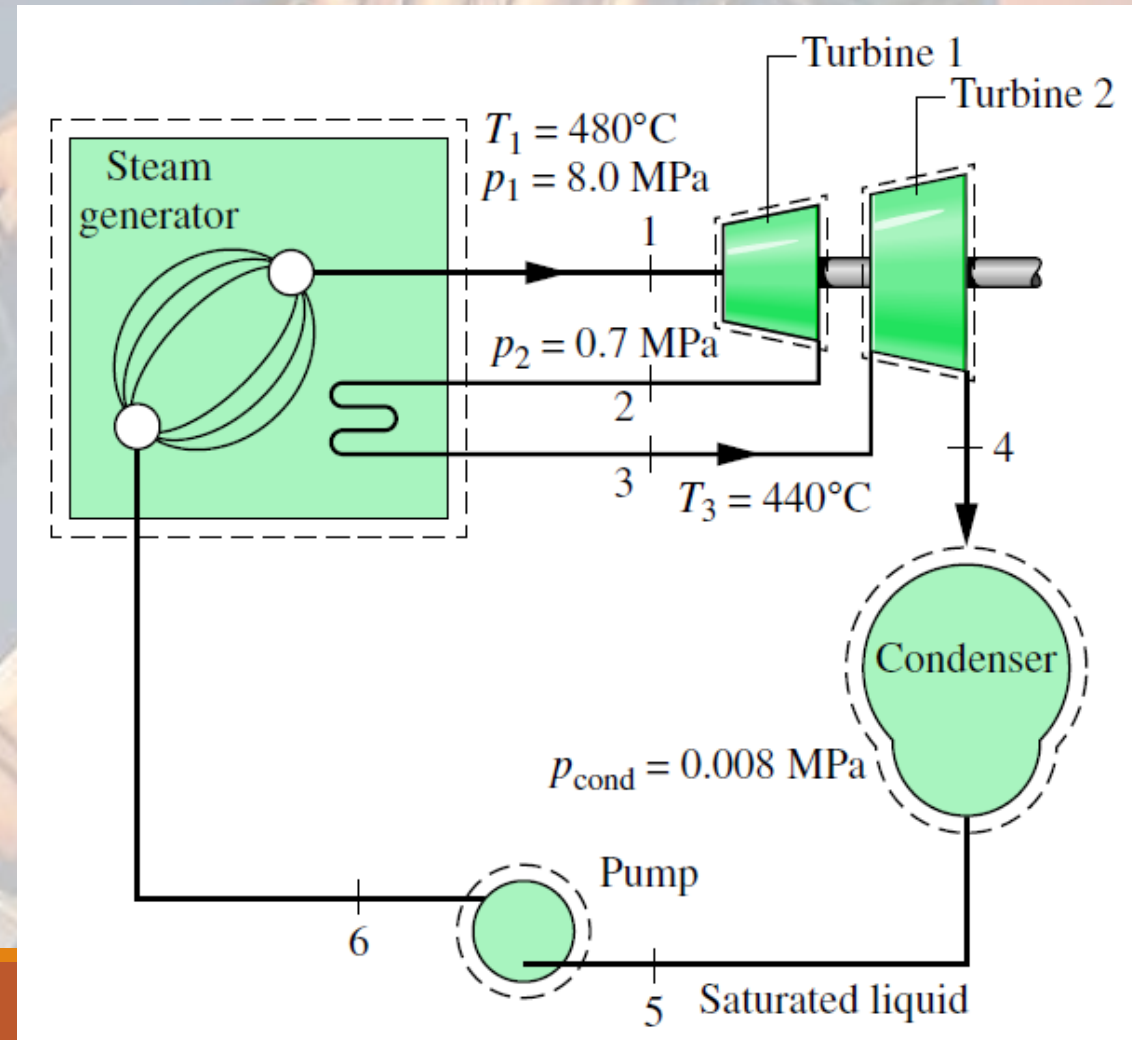 Turbine 1
Turbine 2
T₁ = 480°C
p₁ = 8.0 MPa
Steam
generator
1
p₂ = 0.7 MPa
2
3
T₃ = 440°C
4
Condenser
p_cond = 0.008 MPa
Pump
6
5
Saturated liquid